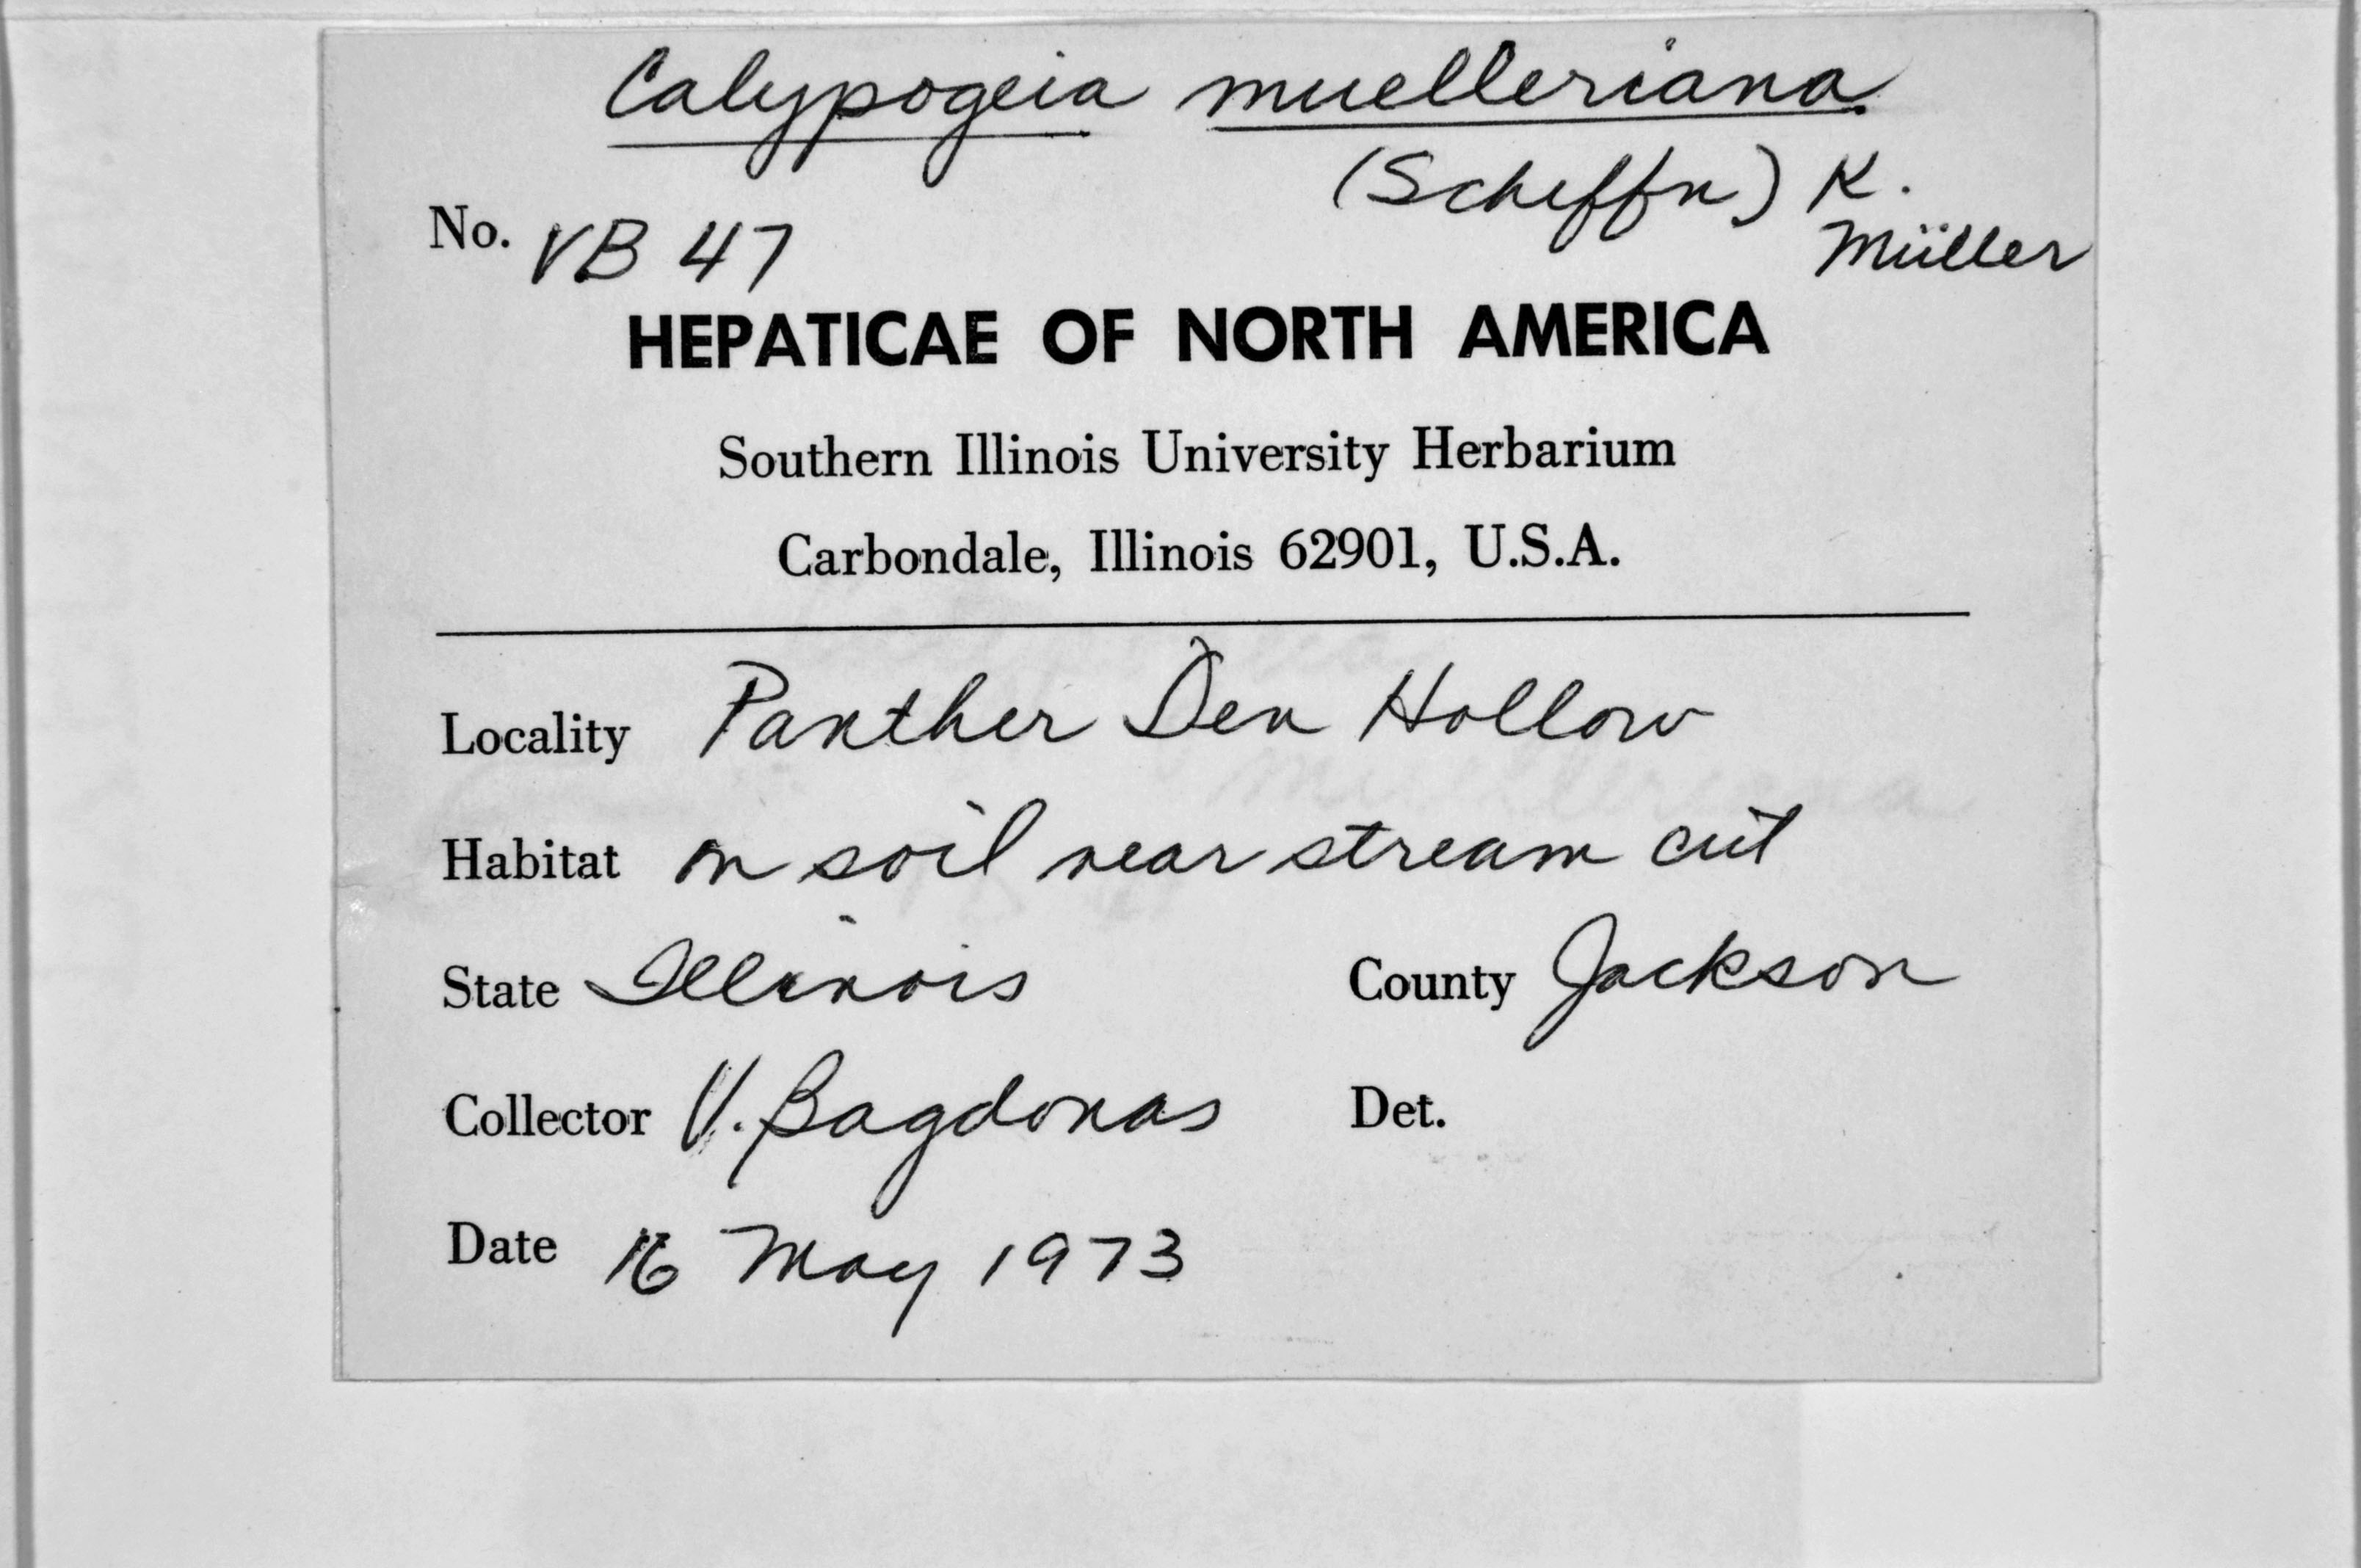 Calypogeia muelleriana
(Scheffn) K.
Müller
No. VB 47
HEPATICAE OF NORTH AMERICA
Southern Illinois University Herbarium
Carbondale, Illinois 62901, U.S.A.
Locality Panther Den Hollow
Habitat on soil near stream cut
State Illinois County Jackson
Collector V. Bagdonas Det.
Date 16 May 1973